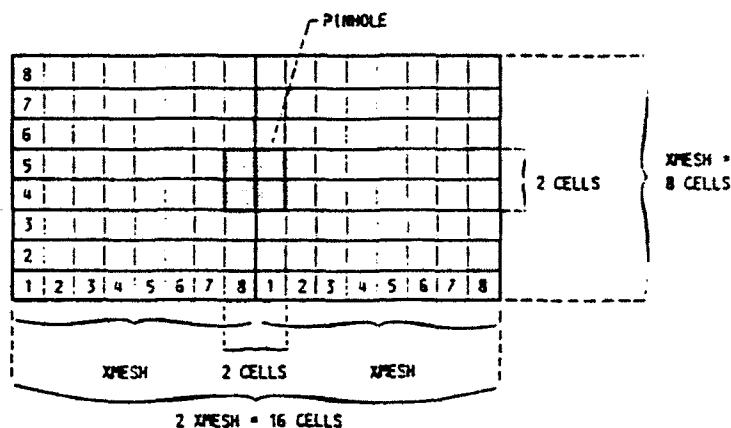 PINHOLE
8
7
6
5
4
3
2
1 2 3 4 5 6 7 8 1 2 3 4 5 6 7 8
2 CELLS
XMESH =
8 CELLS
XMESH 2 CELLS XMESH
2 XMESH = 16 CELLS